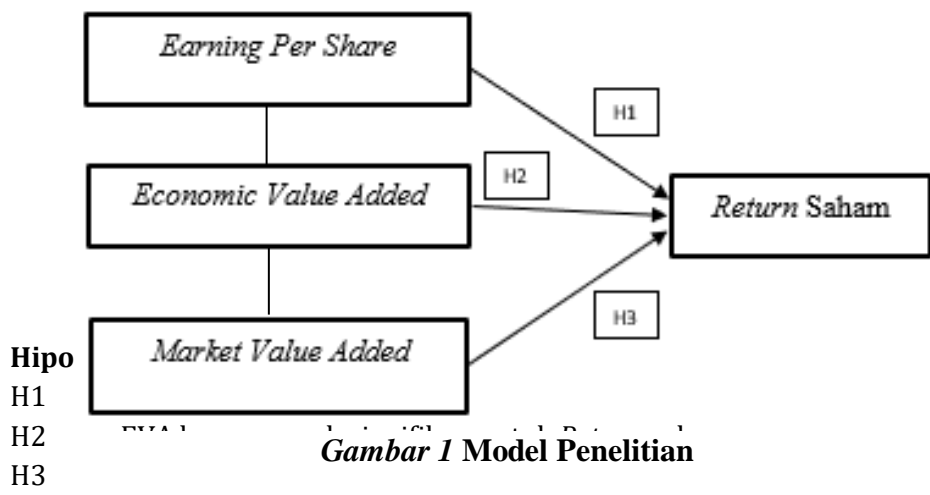 Earning Per Share
H1
Economic Value Added
H2
Return Saham
Market Value Added
H3
Hipo
H1
H2
Gambar 1 Model Penelitian
H3